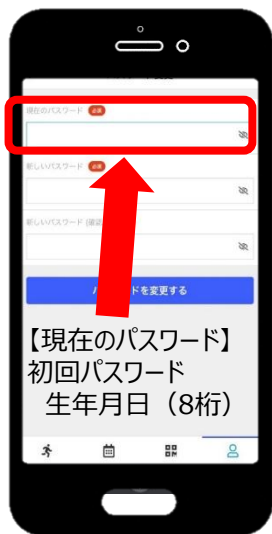 現在のパスワード 必須
新しいパスワード 必須
新しいパスワード (確
パ ードを変更する
【現在のパスワード】
初回パスワード
生年月日（8桁）